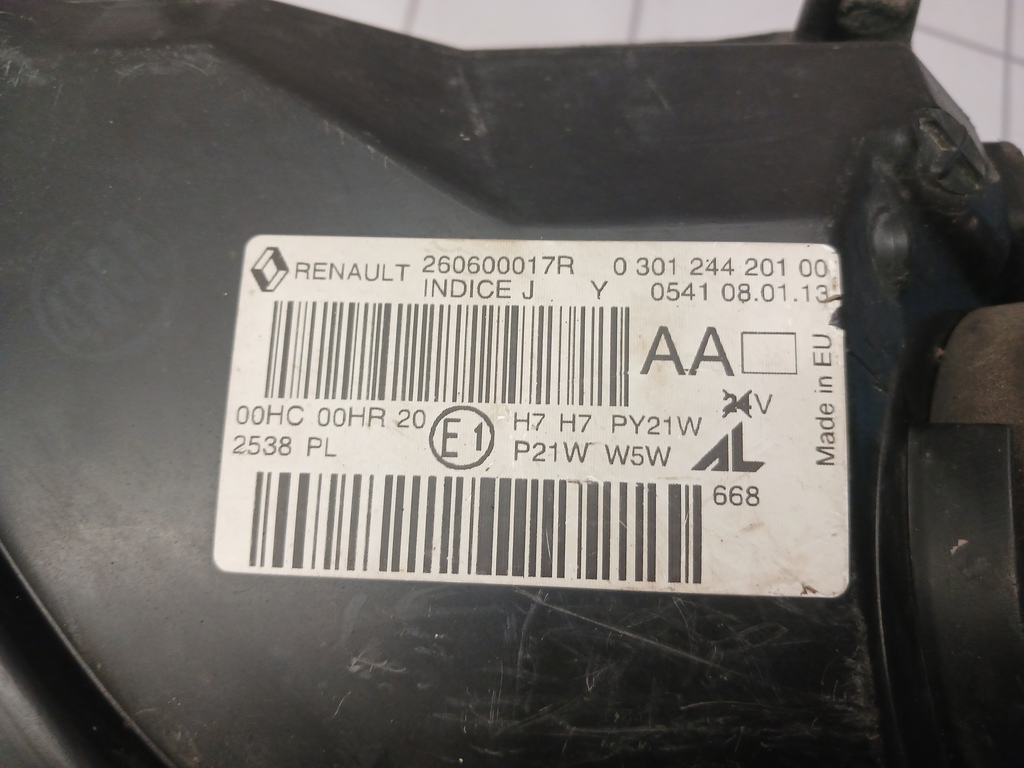 RENAULT 260600017R 0 301 244 201 00
INDICE J Y 0541 08.01.13
AA
Made in EU
24V
00HC 00HR 20 E1 H7 H7 PY21W
2538 PL P21W W5W AL
668